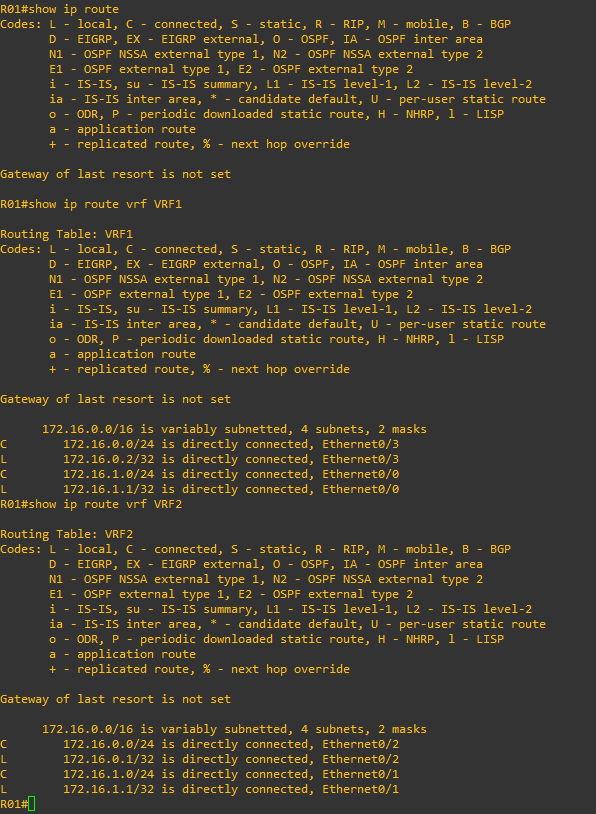 R01#show ip route
Codes: L - local, C - connected, S - static, R - RIP, M - mobile, B - BGP
       D - EIGRP, EX - EIGRP external, O - OSPF, IA - OSPF inter area
       N1 - OSPF NSSA external type 1, N2 - OSPF NSSA external type 2
       E1 - OSPF external type 1, E2 - OSPF external type 2
       i - IS-IS, su - IS-IS summary, L1 - IS-IS level-1, L2 - IS-IS level-2
       ia - IS-IS inter area, * - candidate default, U - per-user static route
       o - ODR, P - periodic downloaded static route, H - NHRP, l - LISP
       a - application route
       + - replicated route, % - next hop override

Gateway of last resort is not set

R01#show ip route vrf VRF1

Routing Table: VRF1
Codes: L - local, C - connected, S - static, R - RIP, M - mobile, B - BGP
       D - EIGRP, EX - EIGRP external, O - OSPF, IA - OSPF inter area
       N1 - OSPF NSSA external type 1, N2 - OSPF NSSA external type 2
       E1 - OSPF external type 1, E2 - OSPF external type 2
       i - IS-IS, su - IS-IS summary, L1 - IS-IS level-1, L2 - IS-IS level-2
       ia - IS-IS inter area, * - candidate default, U - per-user static route
       o - ODR, P - periodic downloaded static route, H - NHRP, l - LISP
       a - application route
       + - replicated route, % - next hop override

Gateway of last resort is not set

      172.16.0.0/16 is variably subnetted, 4 subnets, 2 masks
C        172.16.0.0/24 is directly connected, Ethernet0/3
L        172.16.0.2/32 is directly connected, Ethernet0/3
C        172.16.1.0/24 is directly connected, Ethernet0/0
L        172.16.1.1/32 is directly connected, Ethernet0/0
R01#show ip route vrf VRF2

Routing Table: VRF2
Codes: L - local, C - connected, S - static, R - RIP, M - mobile, B - BGP
       D - EIGRP, EX - EIGRP external, O - OSPF, IA - OSPF inter area
       N1 - OSPF NSSA external type 1, N2 - OSPF NSSA external type 2
       E1 - OSPF external type 1, E2 - OSPF external type 2
       i - IS-IS, su - IS-IS summary, L1 - IS-IS level-1, L2 - IS-IS level-2
       ia - IS-IS inter area, * - candidate default, U - per-user static route
       o - ODR, P - periodic downloaded static route, H - NHRP, l - LISP
       a - application route
       + - replicated route, % - next hop override

Gateway of last resort is not set

      172.16.0.0/16 is variably subnetted, 4 subnets, 2 masks
C        172.16.0.0/24 is directly connected, Ethernet0/2
L        172.16.0.1/32 is directly connected, Ethernet0/2
C        172.16.1.0/24 is directly connected, Ethernet0/1
L        172.16.1.1/32 is directly connected, Ethernet0/1
R01#